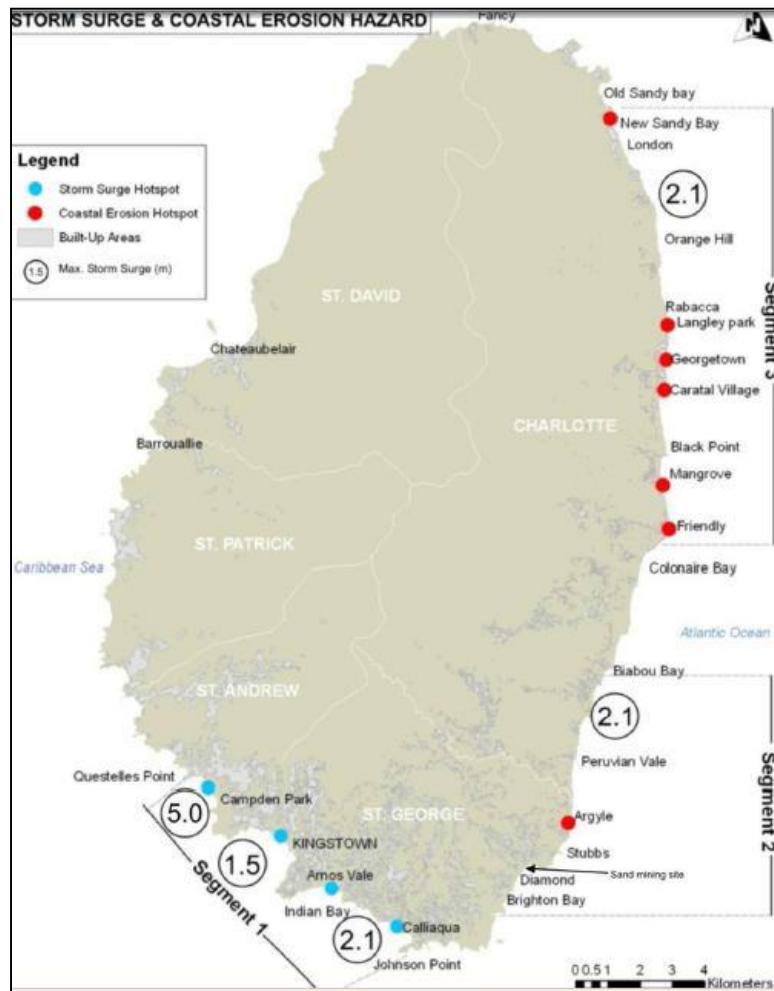 STORM SURGE & COASTAL EROSION HAZARD
Fancy
N
Old Sandy bay
New Sandy Bay
London
Legend
Storm Surge Hotspot
Coastal Erosion Hotspot
Built-Up Areas
1.5 Max. Storm Surge (m)
2.1
Orange Hill
Segment 3
ST. DAVID
Rabacca
Langley park
Chateaubelair
Georgetown
Caratal Village
CHARLOTTE
Barrouallie
Black Point
Mangrove
ST. PATRICK
Friendly
Caribbean Sea
Colonaire Bay
Atlantic Ocean
ST. ANDREW
Biabou Bay
2.1
Peruvian Vale
Segment 2
Questelles Point
Campden Park
5.0
ST. GEORGE
Argyle
KINGSTOWN
1.5
Stubbs
Arnos Vale
Sand mining site
Diamond
Segment 1
Indian Bay
Brighton Bay
Calliaqua
2.1
Johnson Point
0 0.5 1 2 3 4
Kilometers